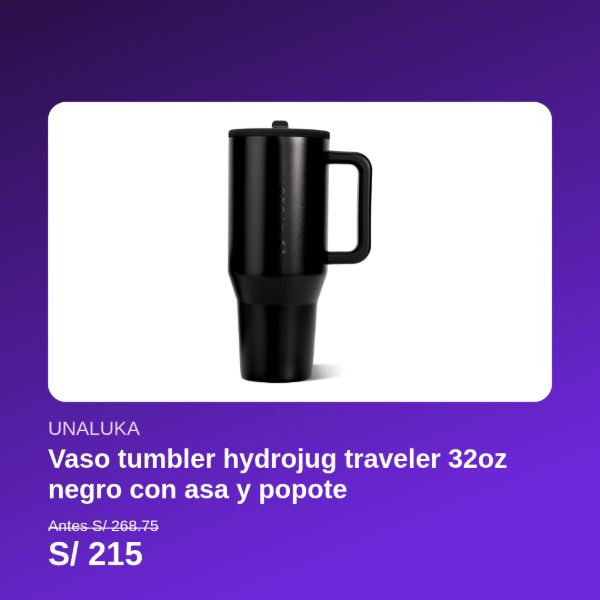 UNALUKA
Vaso tumbler hydrojug traveler 32oz
negro con asa y popote
Antes S/ 268.75
S/ 215